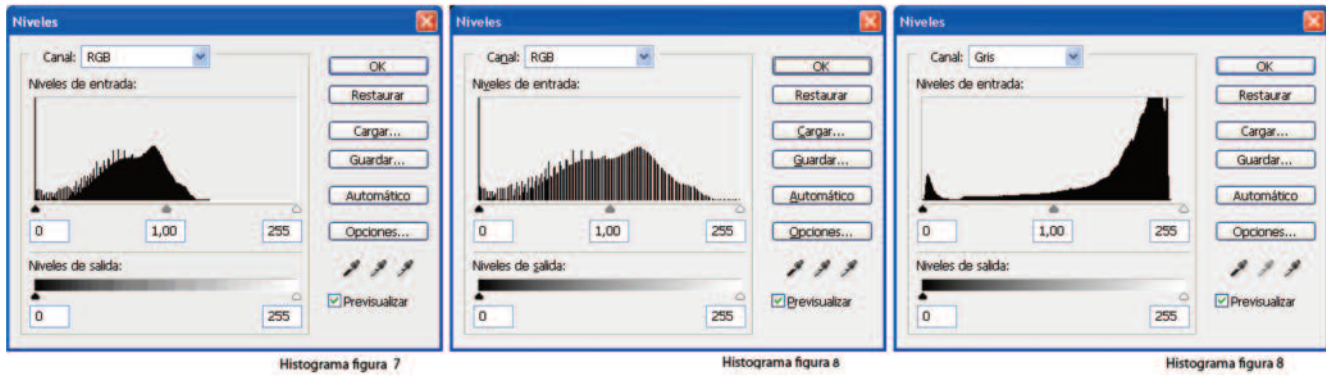 Niveles
Canal: RGB
Niveles de entrada:
0 1,00 255
Niveles de salida:
0 255
OK
Restaurar
Cargar...
Guardar...
Automático
Opciones...
Previsualizar
Histograma figura 7
Niveles
Canal: RGB
Niveles de entrada:
0 1,00 255
Niveles de salida:
0 255
OK
Restaurar
Cargar...
Guardar...
Automático
Opciones...
Previsualizar
Histograma figura 8
Niveles
Canal: Gris
Niveles de entrada:
0 1,00 255
Niveles de salida:
0 255
OK
Restaurar
Cargar...
Guardar...
Automático
Opciones...
Previsualizar
Histograma figura 8